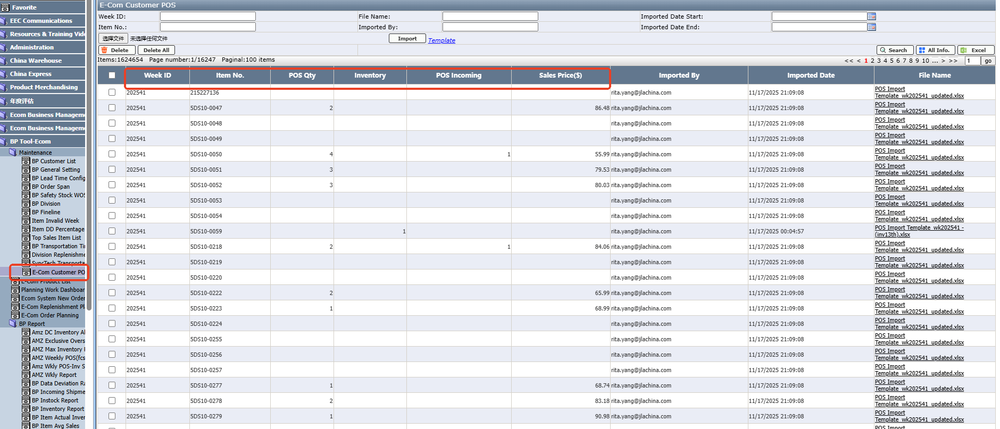 Favorite
EEC Communications
Resources & Training Vid
Administration
China Warehouse
China Express
Product Merchandising
年度评估
Ecom Business Managem
Ecom Business Managem
BP Tool-Ecom
Maintenance
BP Customer List
BP General Setting
BP Lead Time Config
BP Order Span
BP Safety Stock WOS
BP Division
BP Fineline
Item Invalid Week
Item DD Percentage
Top Sales Item List
BP Transportation Ti
Division Replenishme
SyncTech Transporta
E-Com Customer PO
E-Com Product List
Planning Work Dashboar
Ecom System New Order
E-Com Replenishment Pl
E-Com Order Planning
BP Report
Amz DC Inventory Al
AMZ Exclusive Overs
AMZ Max Inventory
AMZ Weekly POS(fcs
Amz Wkly POS-Inv S
AMZ Wkly Report
BP Data Deviation Ra
BP Incoming Shipme
BP Instock Report
BP Inventory Report
BP Item Actual Inver
BP Item Avg Sales
E-Com Customer POS
Week ID: File Name: Imported Date Start:
Item No.: Imported By: Imported Date End:
选择文件 未选择任何文件 Import Template
Delete Delete All Search All Info. Excel
Items:1624654 Page number:1/16247 Paginal:100 items << < 1 2 3 4 5 6 7 8 9 10 ... > >> 1 go
Week ID Item No. POS Qty Inventory POS Incoming Sales Price($) Imported By Imported Date File Name
202541 215227136 rita.yang@jlachina.com 11/17/2025 21:09:08 POS Import
Template_wk202541_updated.xlsx
202541 5DS10-0047 2 86.48 rita.yang@jlachina.com 11/17/2025 21:09:08 POS Import
Template_wk202541_updated.xlsx
202541 5DS10-0048 rita.yang@jlachina.com 11/17/2025 21:09:08 POS Import
Template_wk202541_updated.xlsx
202541 5DS10-0049 rita.yang@jlachina.com 11/17/2025 21:09:08 POS Import
Template_wk202541_updated.xlsx
202541 5DS10-0050 4 1 55.99 rita.yang@jlachina.com 11/17/2025 21:09:08 POS Import
Template_wk202541_updated.xlsx
202541 5DS10-0051 3 79.53 rita.yang@jlachina.com 11/17/2025 21:09:08 POS Import
Template_wk202541_updated.xlsx
202541 5DS10-0052 3 80.03 rita.yang@jlachina.com 11/17/2025 21:09:08 POS Import
Template_wk202541_updated.xlsx
202541 5DS10-0053 rita.yang@jlachina.com 11/17/2025 21:09:08 POS Import
Template_wk202541_updated.xlsx
202541 5DS10-0054 rita.yang@jlachina.com 11/17/2025 21:09:08 POS Import
Template_wk202541_updated.xlsx
202541 5DS10-0059 1 rita.yang@jlachina.com 11/17/2025 00:04:57 POS Import Template_wk202541 -
(inv13th).xlsx
202541 5DS10-0218 2 1 84.06 rita.yang@jlachina.com 11/17/2025 21:09:08 POS Import
Template_wk202541_updated.xlsx
202541 5DS10-0219 rita.yang@jlachina.com 11/17/2025 21:09:08 POS Import
Template_wk202541_updated.xlsx
202541 5DS10-0220 rita.yang@jlachina.com 11/17/2025 21:09:08 POS Import
Template_wk202541_updated.xlsx
202541 5DS10-0222 2 65.99 rita.yang@jlachina.com 11/17/2025 21:09:08 POS Import
Template_wk202541_updated.xlsx
202541 5DS10-0223 1 68.99 rita.yang@jlachina.com 11/17/2025 21:09:08 POS Import
Template_wk202541_updated.xlsx
202541 5DS10-0224 rita.yang@jlachina.com 11/17/2025 21:09:08 POS Import
Template_wk202541_updated.xlsx
202541 5DS10-0255 rita.yang@jlachina.com 11/17/2025 21:09:08 POS Import
Template_wk202541_updated.xlsx
202541 5DS10-0256 rita.yang@jlachina.com 11/17/2025 21:09:08 POS Import
Template_wk202541_updated.xlsx
202541 5DS10-0257 rita.yang@jlachina.com 11/17/2025 21:09:08 POS Import
Template_wk202541_updated.xlsx
202541 5DS10-0277 1 68.74 rita.yang@jlachina.com 11/17/2025 21:09:08 POS Import
Template_wk202541_updated.xlsx
202541 5DS10-0278 2 83.18 rita.yang@jlachina.com 11/17/2025 21:09:08 POS Import
Template_wk202541_updated.xlsx
202541 5DS10-0279 1 90.98 rita.yang@jlachina.com 11/17/2025 21:09:08 POS Import
Template_wk202541_updated.xlsx
POS Import